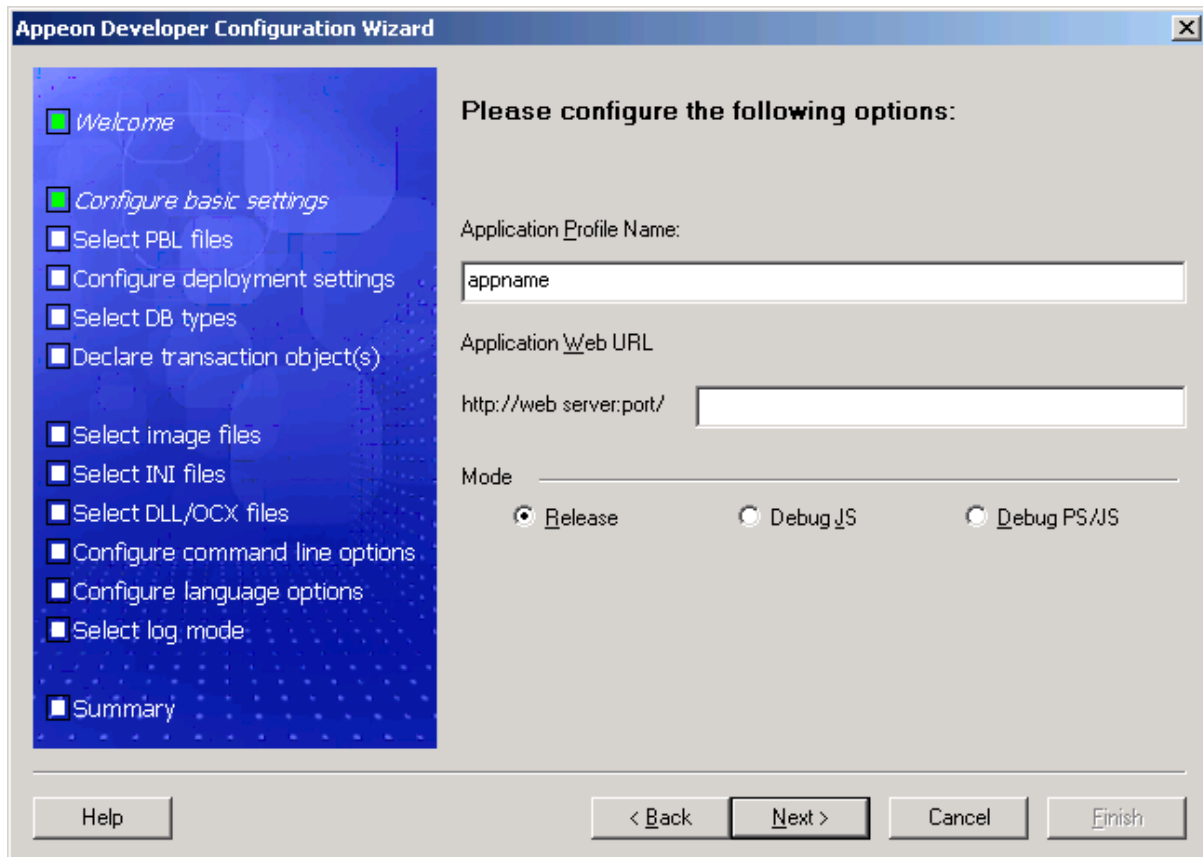 Appeon Developer Configuration Wizard
Welcome
Configure basic settings
Select PBL files
Configure deployment settings
Select DB types
Declare transaction object(s)
Select image files
Select INI files
Select DLL/OCX files
Configure command line options
Configure language options
Select log mode
Summary
Please configure the following options:
Application Profile Name:
appname
Application Web URL
http://web server:port/
Mode
Release
Debug JS
Debug PS/JS
Help
< Back
Next >
Cancel
Finish